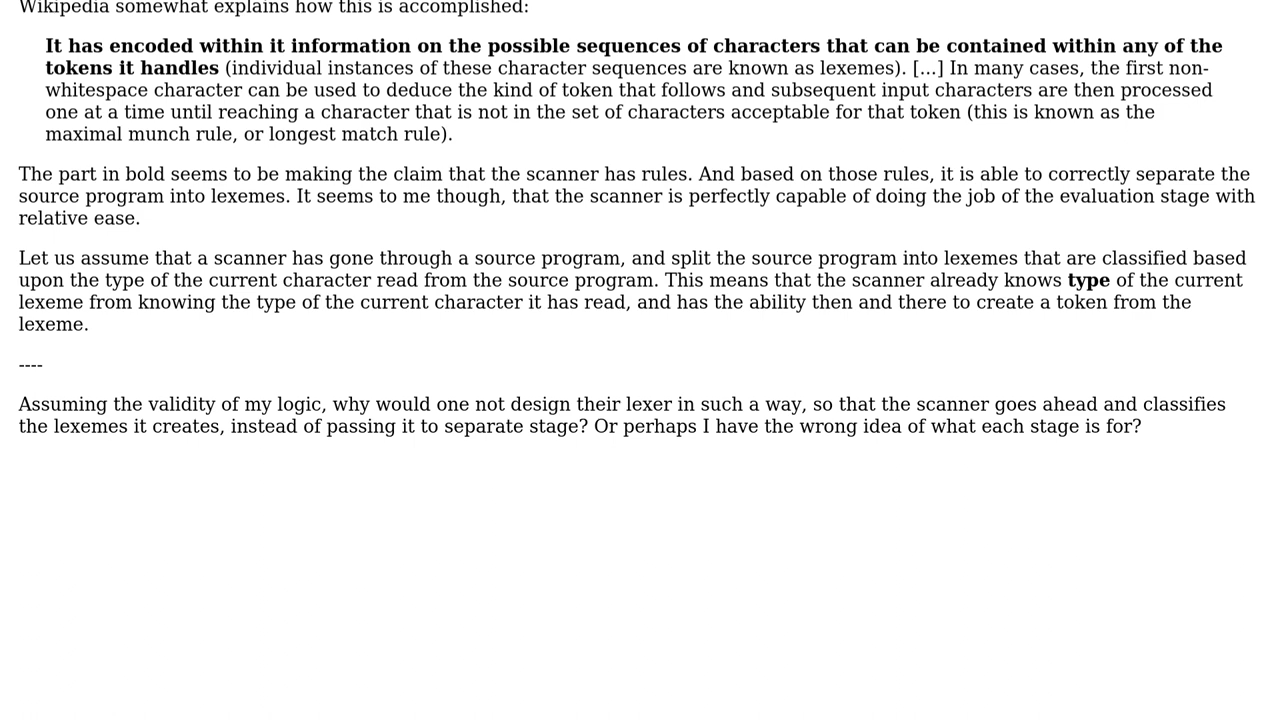 Wikipedia somewhat explains how this is accomplished:
It has encoded within it information on the possible sequences of characters that can be contained within any of the
tokens it handles (individual instances of these character sequences are known as lexemes). [...] In many cases, the first non-
whitespace character can be used to deduce the kind of token that follows and subsequent input characters are then processed
one at a time until reaching a character that is not in the set of characters acceptable for that token (this is known as the
maximal munch rule, or longest match rule).
The part in bold seems to be making the claim that the scanner has rules. And based on those rules, it is able to correctly separate the
source program into lexemes. It seems to me though, that the scanner is perfectly capable of doing the job of the evaluation stage with
relative ease.
Let us assume that a scanner has gone through a source program, and split the source program into lexemes that are classified based
upon the type of the current character read from the source program. This means that the scanner already knows type of the current
lexeme from knowing the type of the current character it has read, and has the ability then and there to create a token from the
lexeme.
----
Assuming the validity of my logic, why would one not design their lexer in such a way, so that the scanner goes ahead and classifies
the lexemes it creates, instead of passing it to separate stage? Or perhaps I have the wrong idea of what each stage is for?